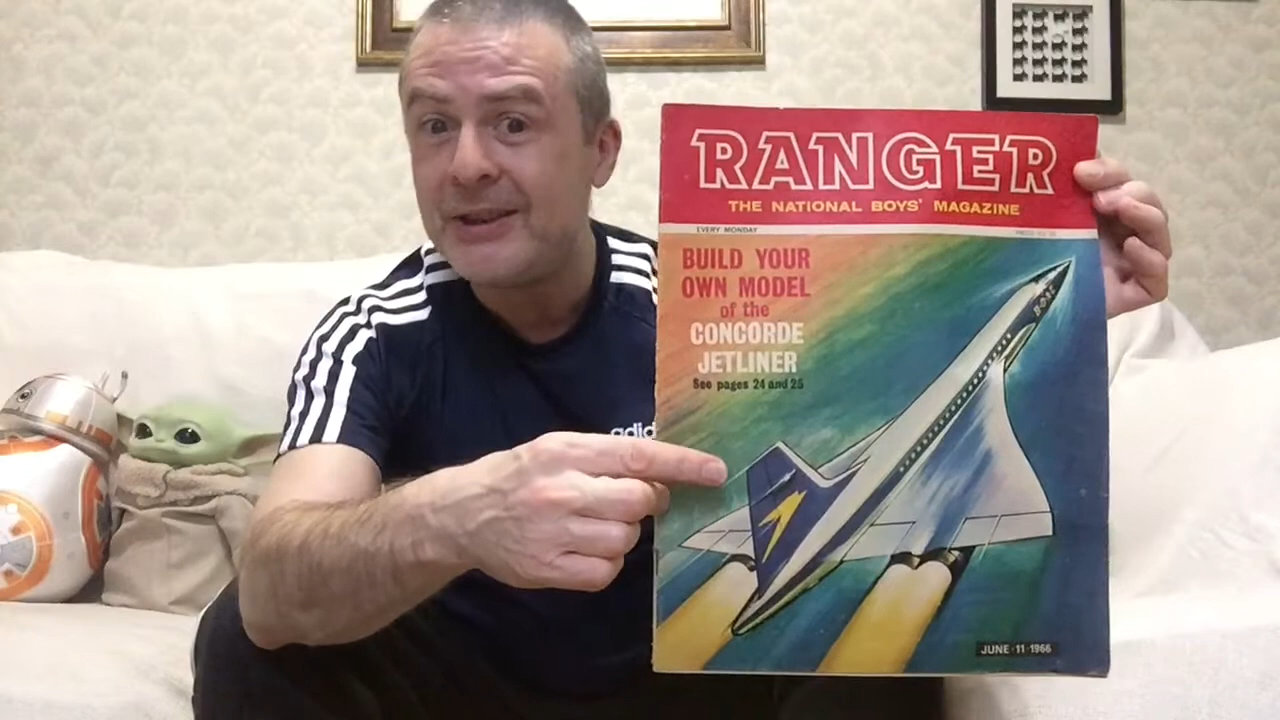 RANGER
THE NATIONAL BOYS' MAGAZINE
EVERY MONDAY
BUILD YOUR
OWN MODEL
of the
CONCORDE
JETLINER
See pages 24 and 25
B·O·A·C
adid
JUNE·11·1966